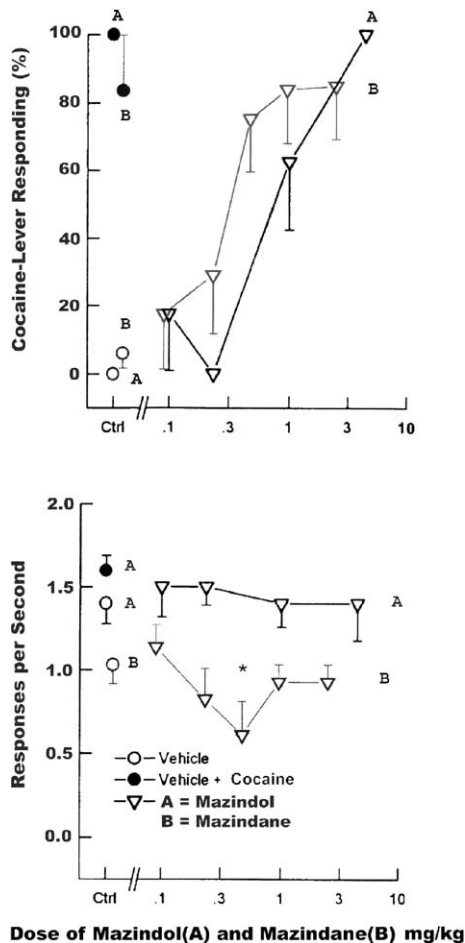 A
100
Cocaine-Lever Responding (%)
80
60
40
20
0
B
A
B
B
A
Ctrl
.1
.3
1
3
10
Responses per Second
2.0
1.5
1.0
0.5
0.0
A
A
B
A
*
B
Vehicle
Vehicle + Cocaine
A = Mazindol
B = Mazindane
Ctrl
.1
.3
1
3
10
Dose of Mazindol(A) and Mazindane(B) mg/kg